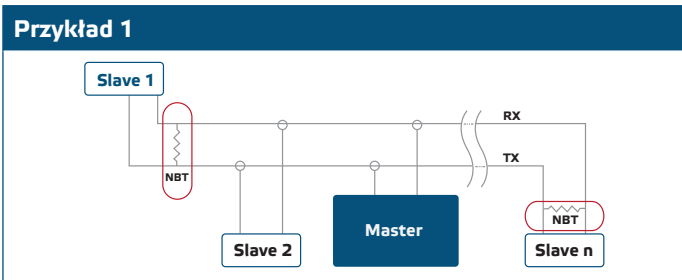 Przykład 1
Slave 1
RX
TX
NBT
NBT
Master
Slave 2
Slave n